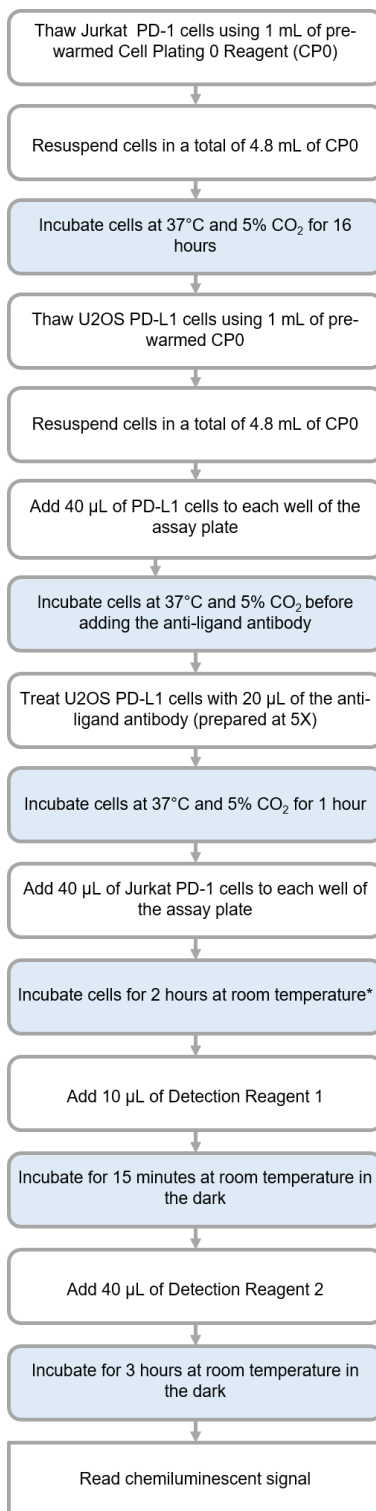 Thaw Jurkat PD-1 cells using 1 mL of pre-
warmed Cell Plating 0 Reagent (CP0)
Resuspend cells in a total of 4.8 mL of CP0
Incubate cells at 37°C and 5% CO₂ for 16
hours
Thaw U2OS PD-L1 cells using 1 mL of pre-
warmed CP0
Resuspend cells in a total of 4.8 mL of CP0
Add 40 µL of PD-L1 cells to each well of the
assay plate
Incubate cells at 37°C and 5% CO₂ before
adding the anti-ligand antibody
Treat U2OS PD-L1 cells with 20 µL of the anti-
ligand antibody (prepared at 5X)
Incubate cells at 37°C and 5% CO₂ for 1 hour
Add 40 µL of Jurkat PD-1 cells to each well of
the assay plate
Incubate cells for 2 hours at room temperature*
Add 10 µL of Detection Reagent 1
Incubate for 15 minutes at room temperature in
the dark
Add 40 µL of Detection Reagent 2
Incubate for 3 hours at room temperature in
the dark
Read chemiluminescent signal